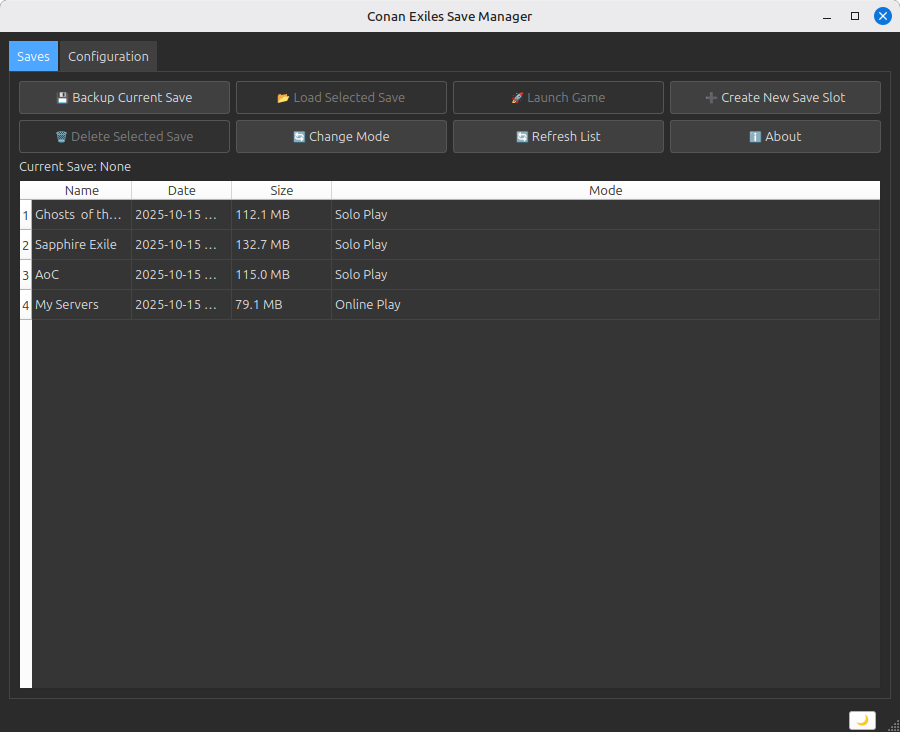 Conan Exiles Save Manager
Saves Configuration
Backup Current Save Load Selected Save Launch Game Create New Save Slot
Delete Selected Save Change Mode Refresh List About
Current Save: None
Name Date Size Mode
1 Ghosts of th... 2025-10-15 ... 112.1 MB Solo Play
2 Sapphire Exile 2025-10-15 ... 132.7 MB Solo Play
3 AoC 2025-10-15 ... 115.0 MB Solo Play
4 My Servers 2025-10-15 ... 79.1 MB Online Play